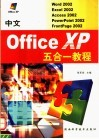 Word 2002
Excel 2002
Access 2002
PowerPoint 2002
FrontPage 2002
中文
Office XP
五合一教程